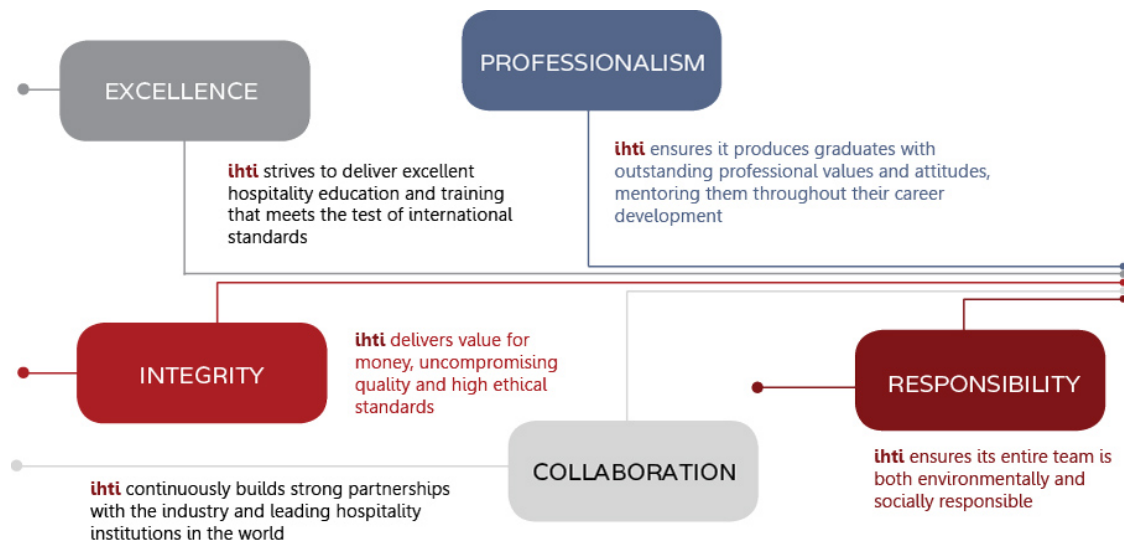 EXCELLENCE
ihti strives to deliver excellent
hospitality education and training
that meets the test of international
standards
PROFESSIONALISM
ihti ensures it produces graduates with
outstanding professional values and attitudes,
mentoring them throughout their career
development
INTEGRITY
ihti delivers value for
money, uncompromising
quality and high ethical
standards
COLLABORATION
ihti continuously builds strong partnerships
with the industry and leading hospitality
institutions in the world
RESPONSIBILITY
ihti ensures its entire team is
both environmentally and
socially responsible